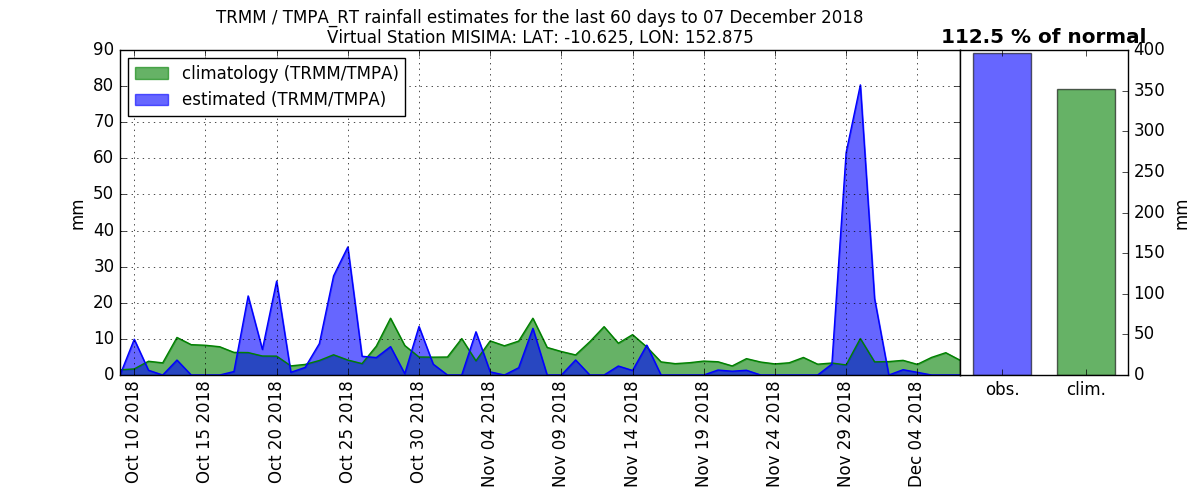 TRMM / TMPA_RT rainfall estimates for the last 60 days to 07 December 2018
Virtual Station MISIMA: LAT: -10.625, LON: 152.875
112.5 % of normal
climatology (TRMM/TMPA)
estimated (TRMM/TMPA)
90
80
70
60
50
40
30
20
10
0
mm
Oct 10 2018
Oct 15 2018
Oct 20 2018
Oct 25 2018
Oct 30 2018
Nov 04 2018
Nov 09 2018
Nov 14 2018
Nov 19 2018
Nov 24 2018
Nov 29 2018
Dec 04 2018
400
350
300
250
200
150
100
50
0
mm
obs.
clim.